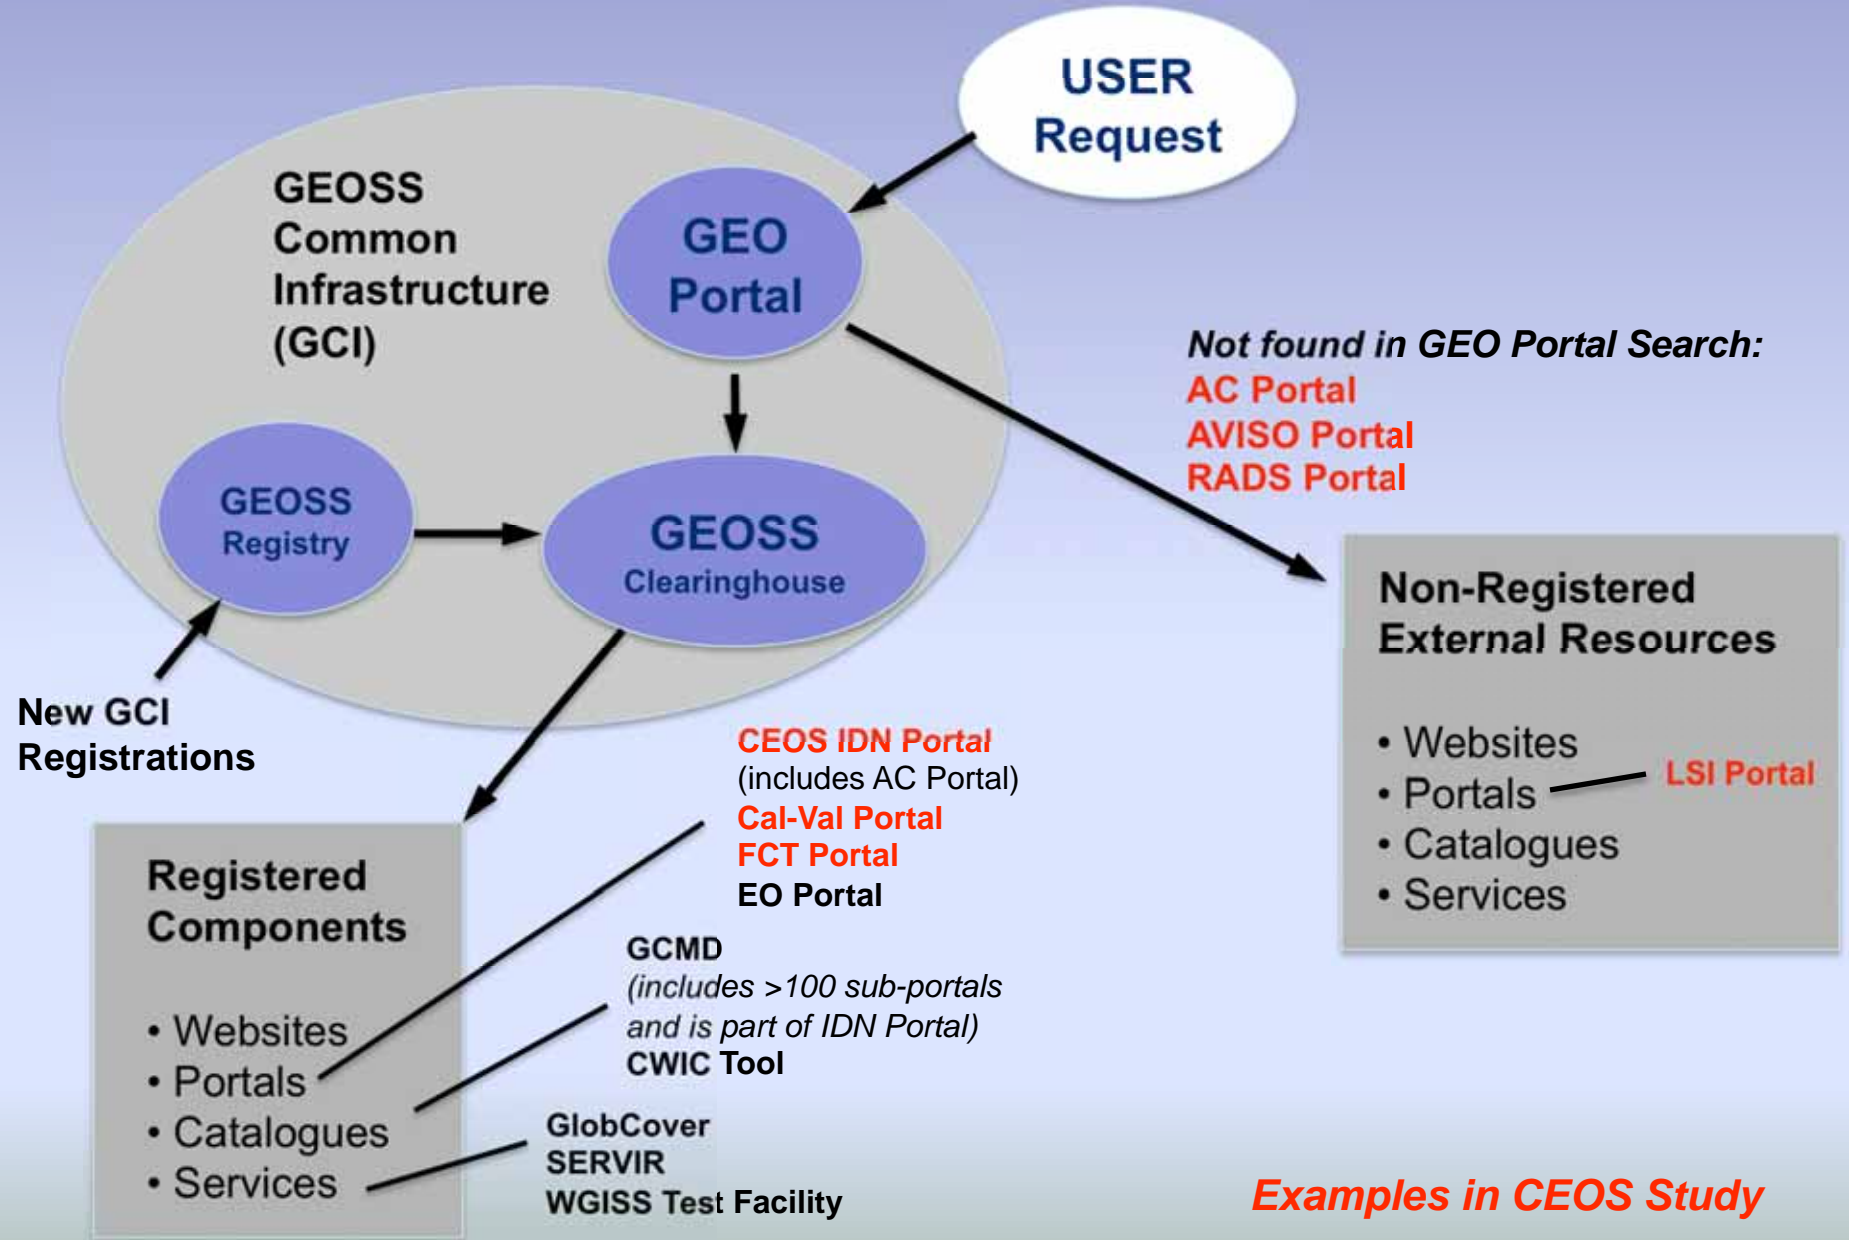 USER
Request
GEOSS
Common
Infrastructure
(GCI)
GEO
Portal
Not found in GEO Portal Search:
AC Portal
AVISO Portal
RADS Portal
GEOSS
Registry
GEOSS
Clearinghouse
New GCI
Registrations
Non-Registered
External Resources
• Websites
• Portals
• Catalogues
• Services
LSI Portal
CEOS IDN Portal
(includes AC Portal)
Cal-Val Portal
FCT Portal
EO Portal
Registered
Components
• Websites
• Portals
• Catalogues
• Services
GCMD
(includes >100 sub-portals
and is part of IDN Portal)
CWIC Tool
GlobCover
SERVIR
WGISS Test Facility
Examples in CEOS Study